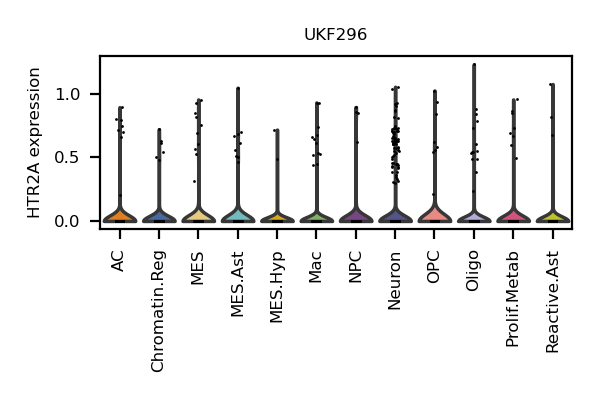 UKF296
HTR2A expression
1.0
0.5
0.0
AC
Chromatin.Reg
MES
MES.Ast
MES.Hyp
Mac
NPC
Neuron
OPC
Oligo
Prolif.Metab
Reactive.Ast